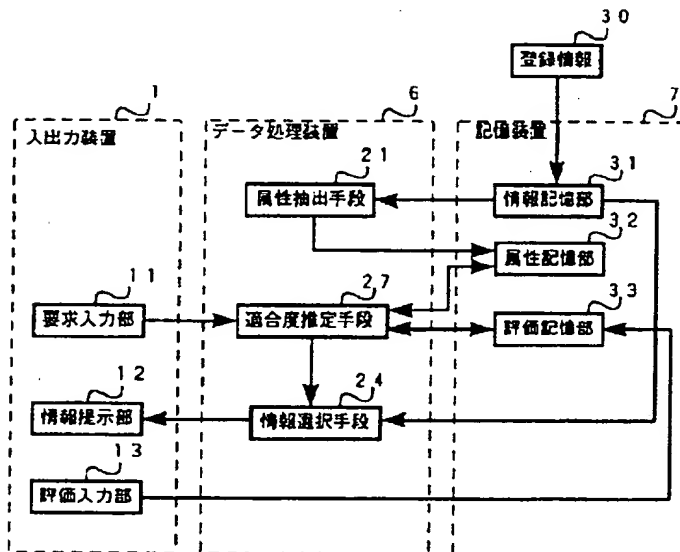 30
登録情報
1
6
7
入出力装置
データ処理装置
記憶装置
21
属性抽出手段
31
情報記憶部
32
属性記憶部
11
要求入力部
27
適合度推定手段
33
評価記憶部
12
情報提示部
24
情報選択手段
13
評価入力部